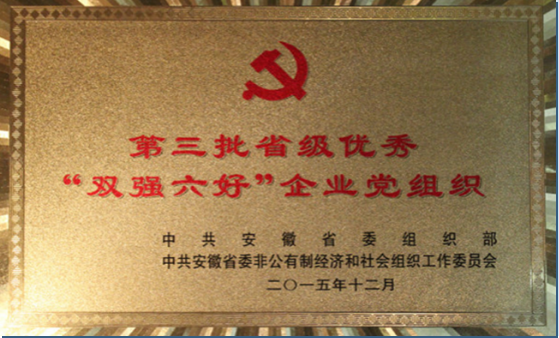 第三批省级优秀
“双强六好”企业党组织
中共安徽省委组织部
中共安徽省委非公有制经济和社会组织工作委员会
二〇一五年十二月